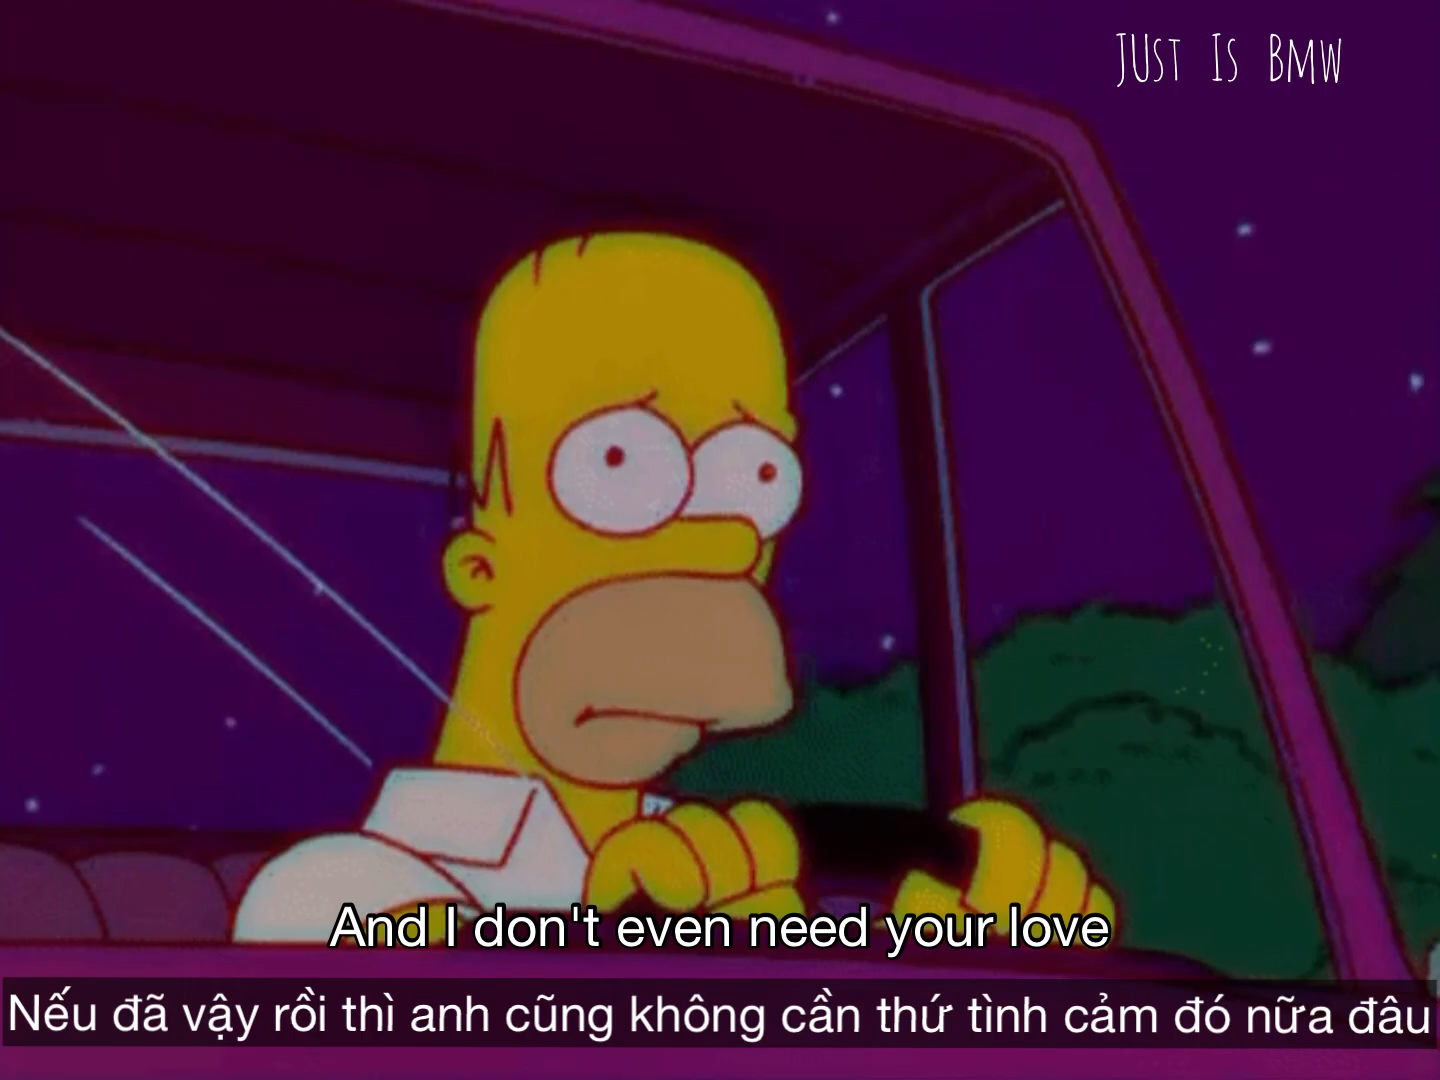 JUST IS BMW
And I don't even need your love
Nếu đã vậy rồi thì anh cũng không cần thứ tình cảm đó nữa đâu